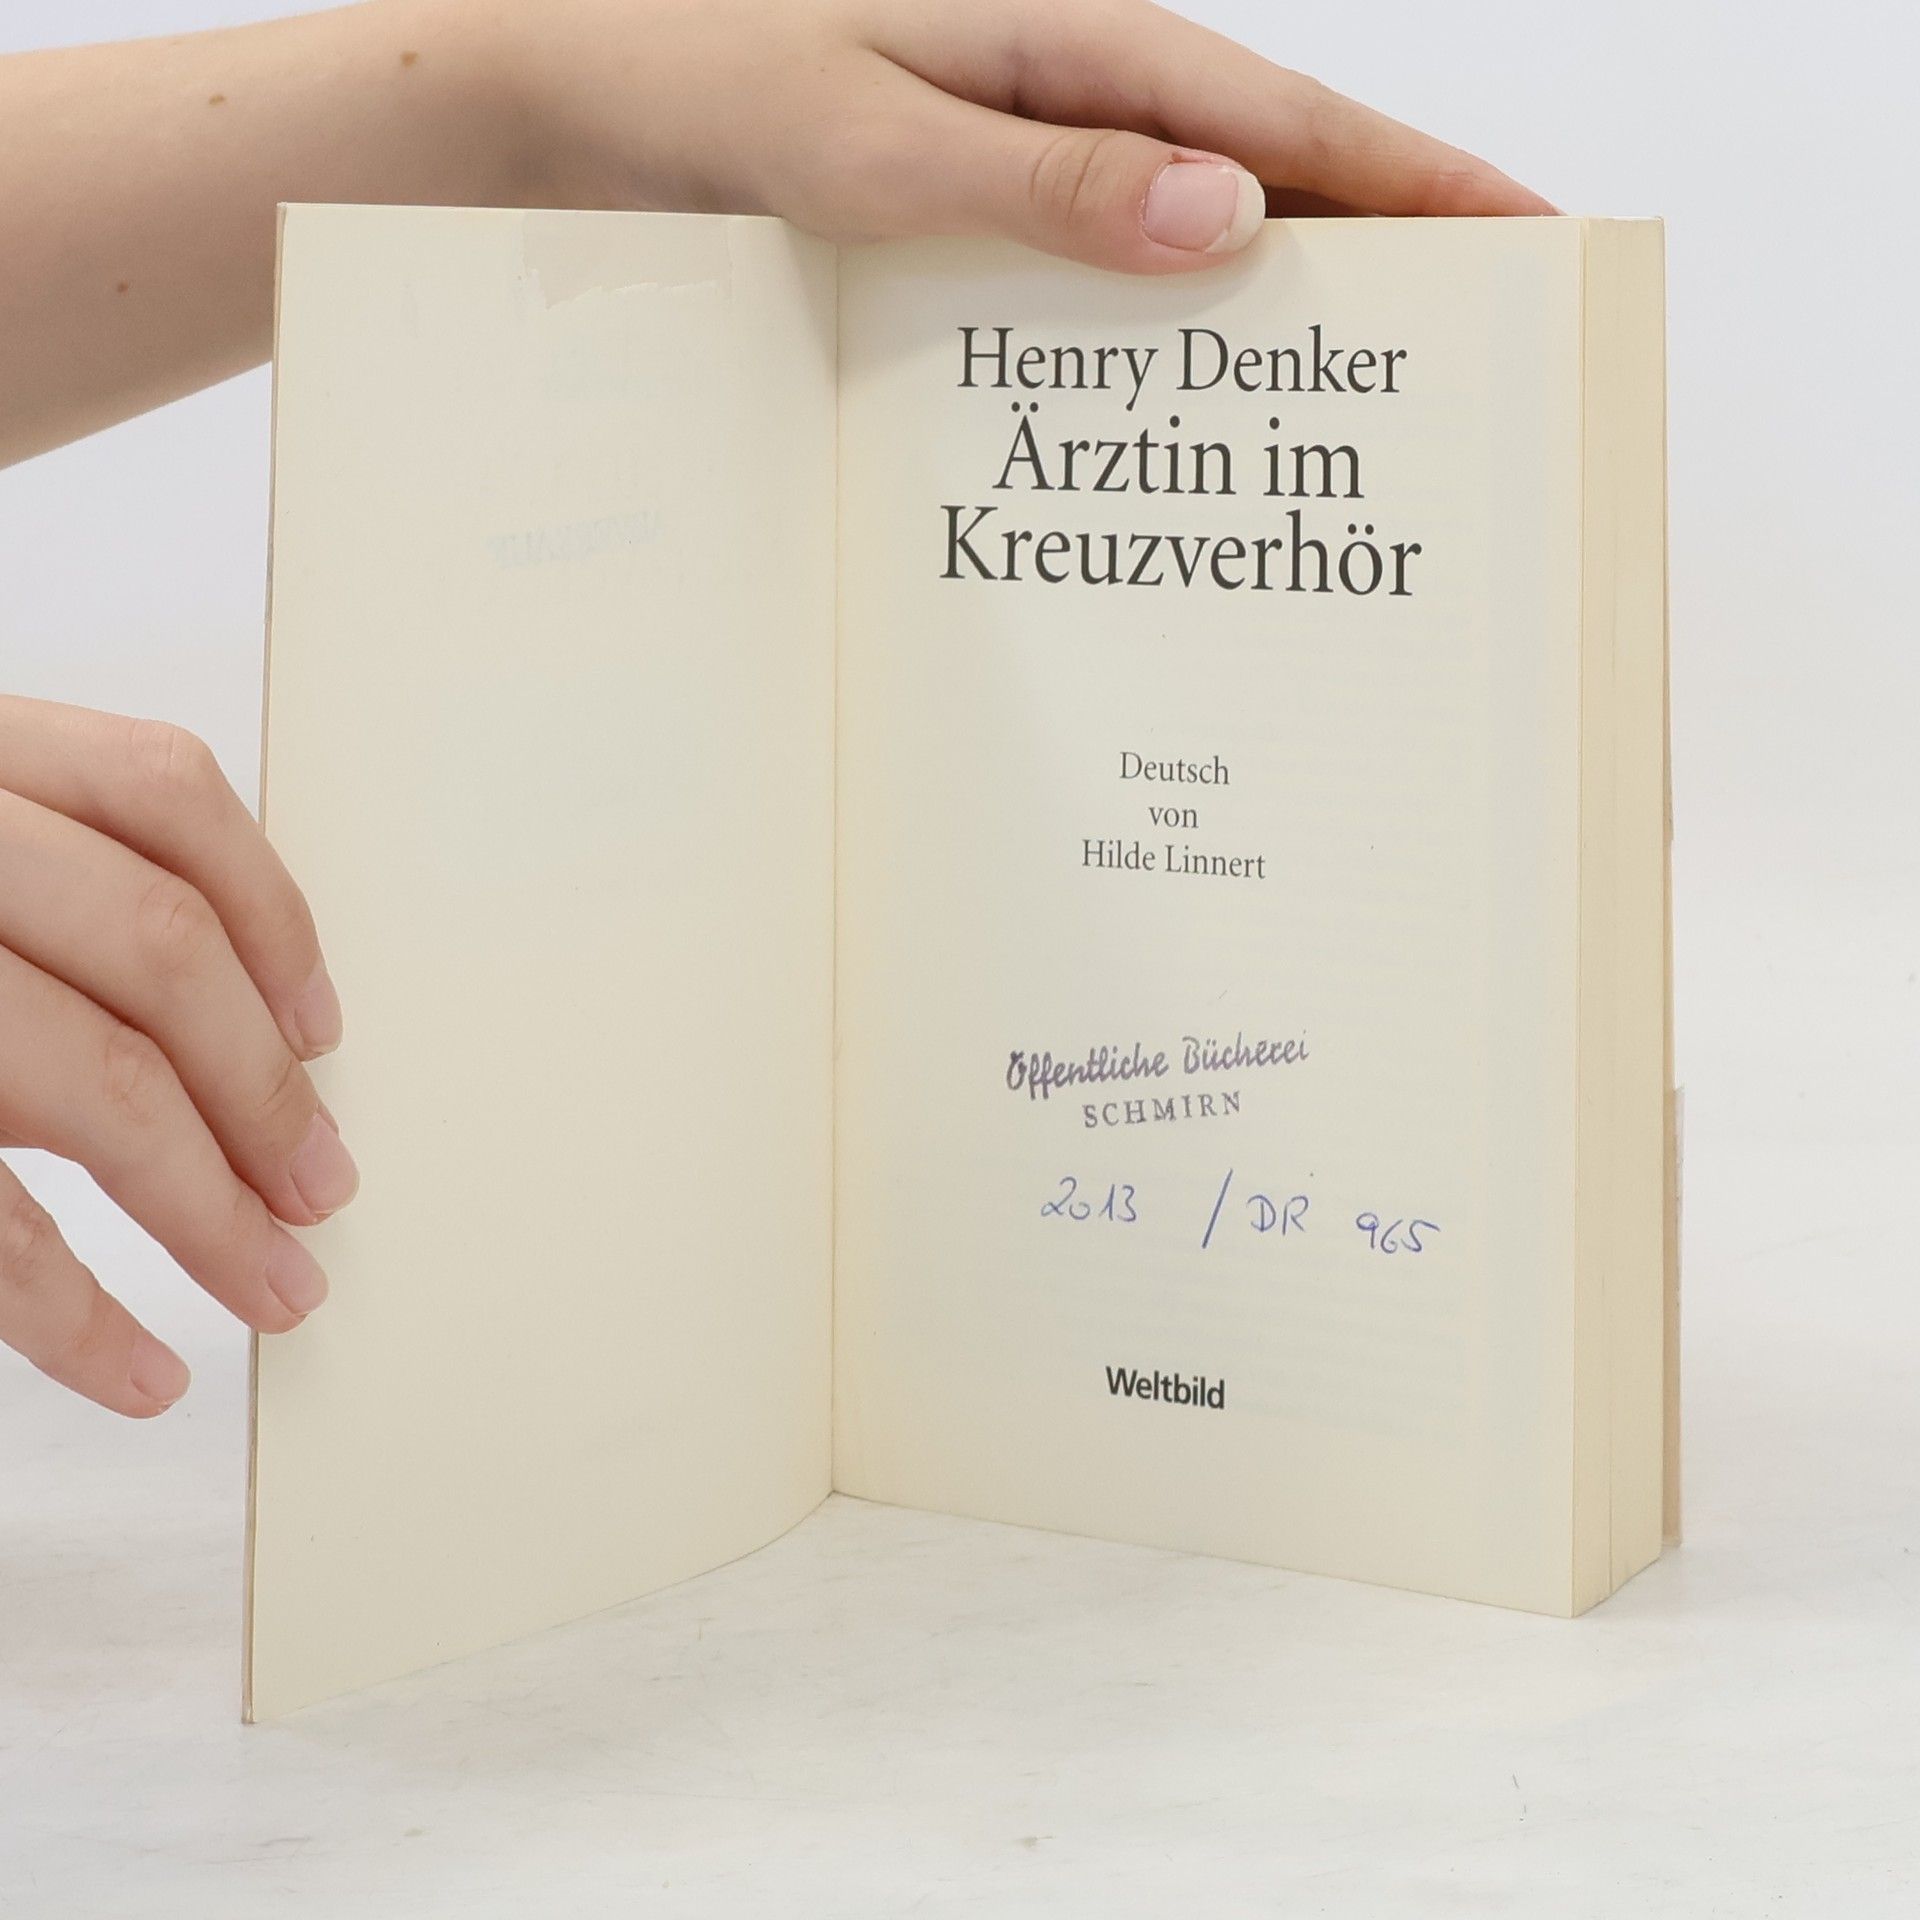 Henry Denker
Ärztin im
Kreuzverhör
Deutsch
von
Hilde Linnert
Öffentliche Bücherei
SCHMIRN
2013 / DR 965
Weltbild